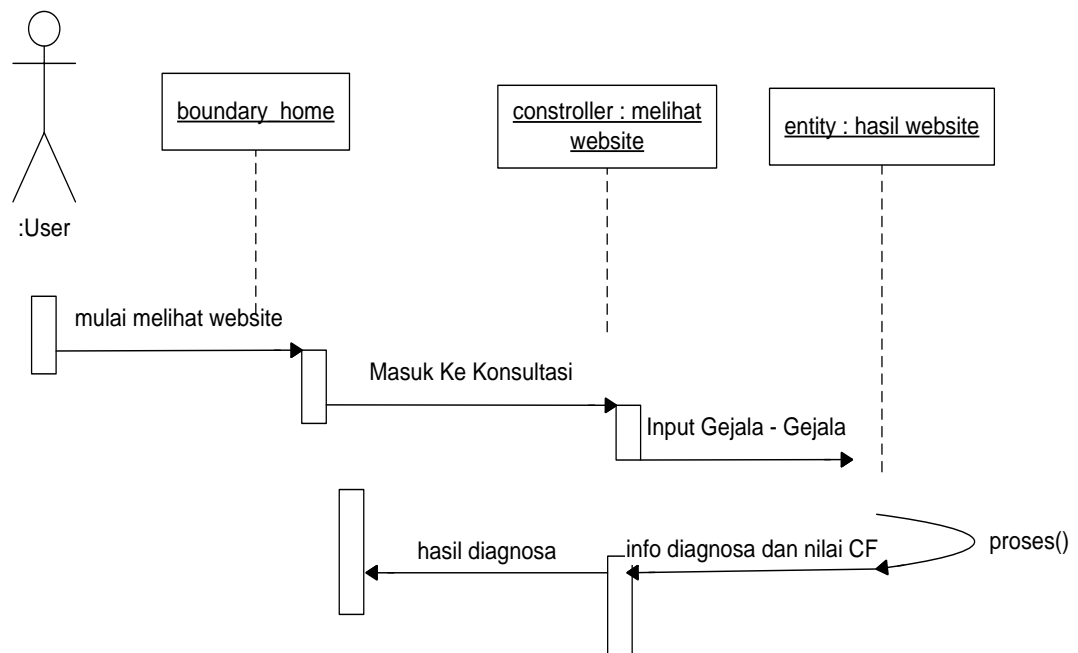 boundary_home
constroller : melihat
website
entity : hasil website
:User
mulai melihat website
Masuk Ke Konsultasi
Input Gejala - Gejala
hasil diagnosa
info diagnosa dan nilai CF
proses()